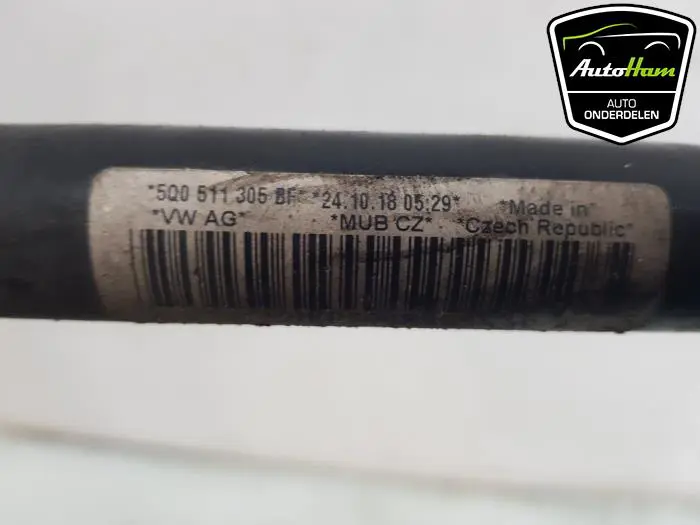 AutoHam
AUTO
ONDERDELEN
*5Q0 511 305 BF* *24.10.18 05:29* *Made in*
*VW AG* *MUB CZ* *Czech Republic*